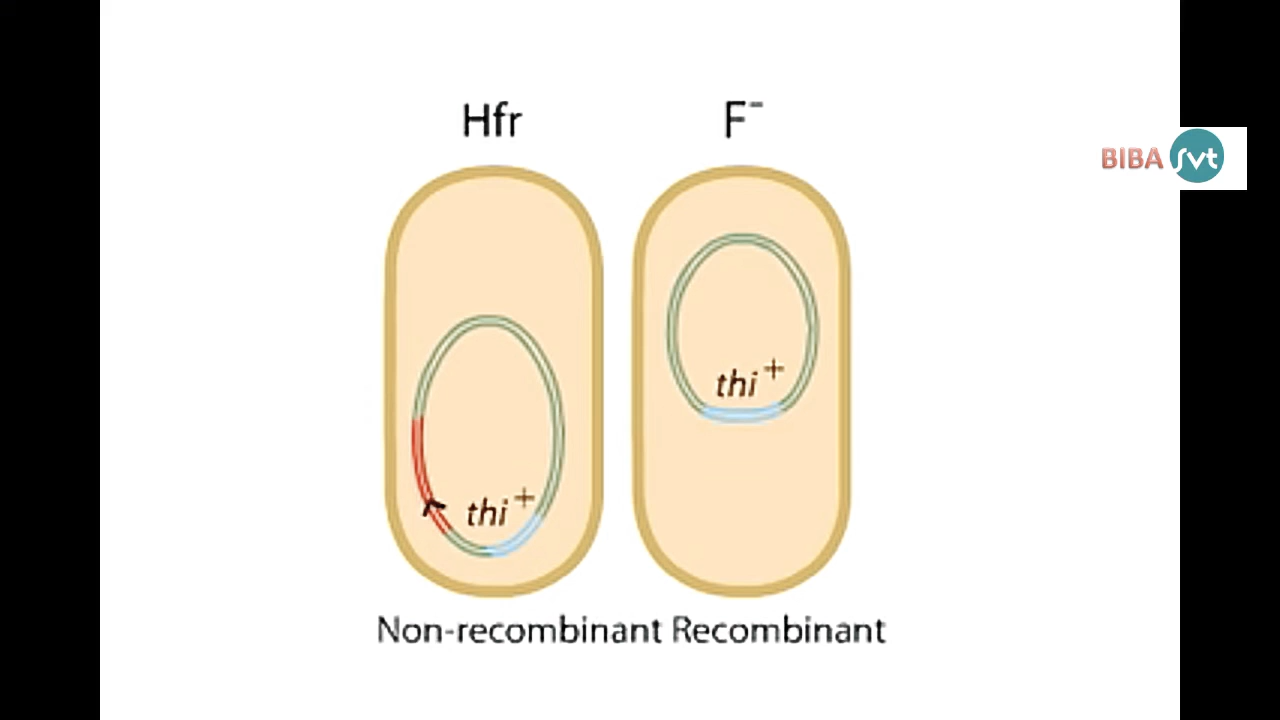 Hfr F⁻
BIBA svt
thi⁺
thi⁺
Non-recombinant Recombinant